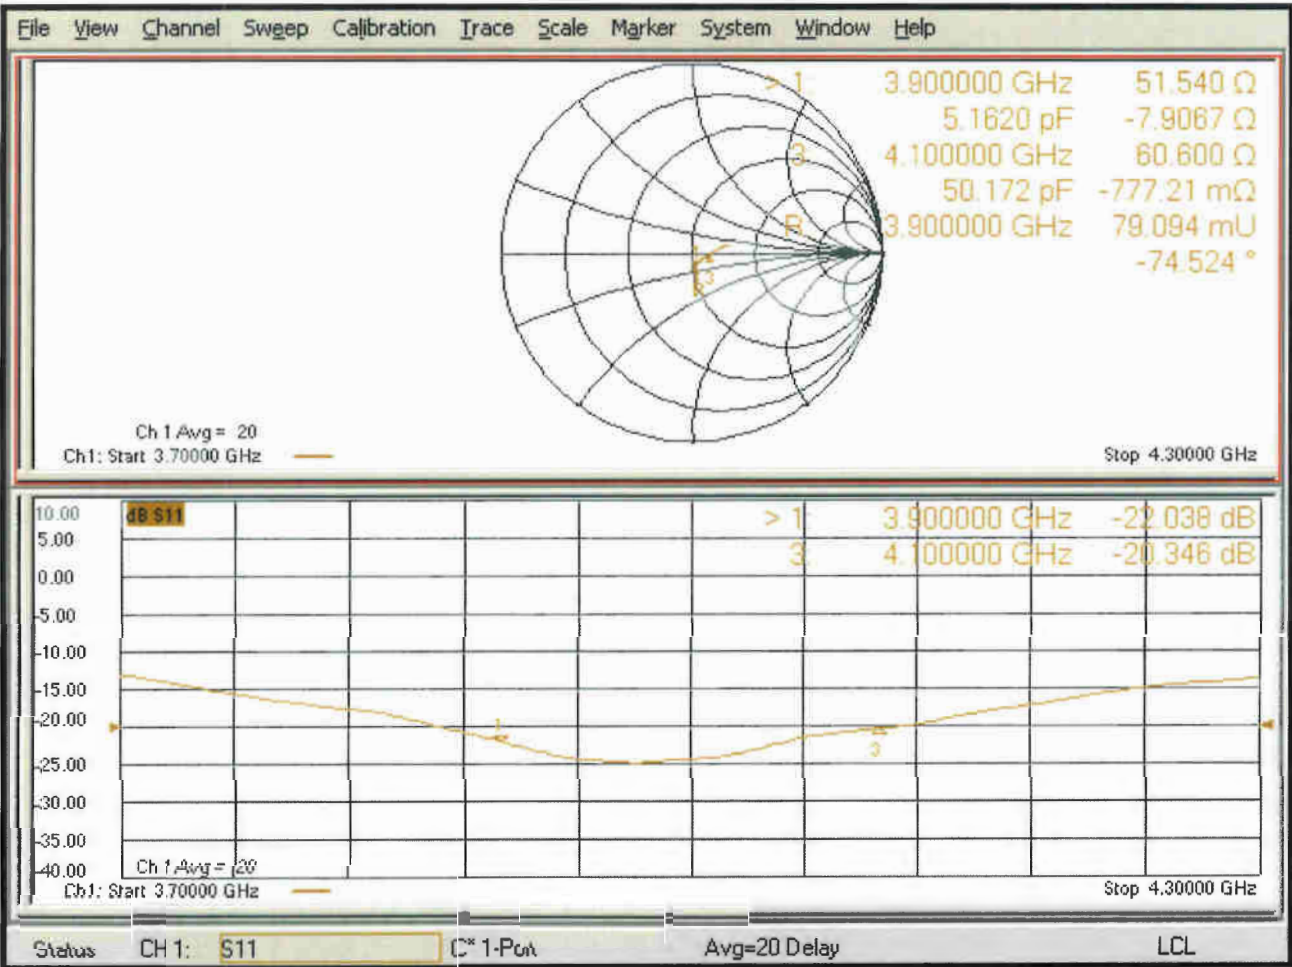 File View Channel Sweep Calibration Trace Scale Marker System Window Help
> 1 3.900000 GHz 51.540 Ω
5.1620 pF -7.9067 Ω
3 4.100000 GHz 60.600 Ω
50.172 pF -777.21 mΩ
R 3.900000 GHz 79.094 mU
-74.524 °
1
3
Ch 1 Avg = 20
Ch1: Start 3.70000 GHz
Stop 4.30000 GHz
10.00
dB S11
> 1 3.900000 GHz -22.038 dB
5.00
3 4.100000 GHz -20.346 dB
0.00
-5.00
-10.00
-15.00
-20.00
1
3
-25.00
-30.00
-35.00
-40.00
Ch 1 Avg = 20
Ch1: Start 3.70000 GHz
Stop 4.30000 GHz
Status CH 1: S11 C* 1-Port Avg=20 Delay LCL